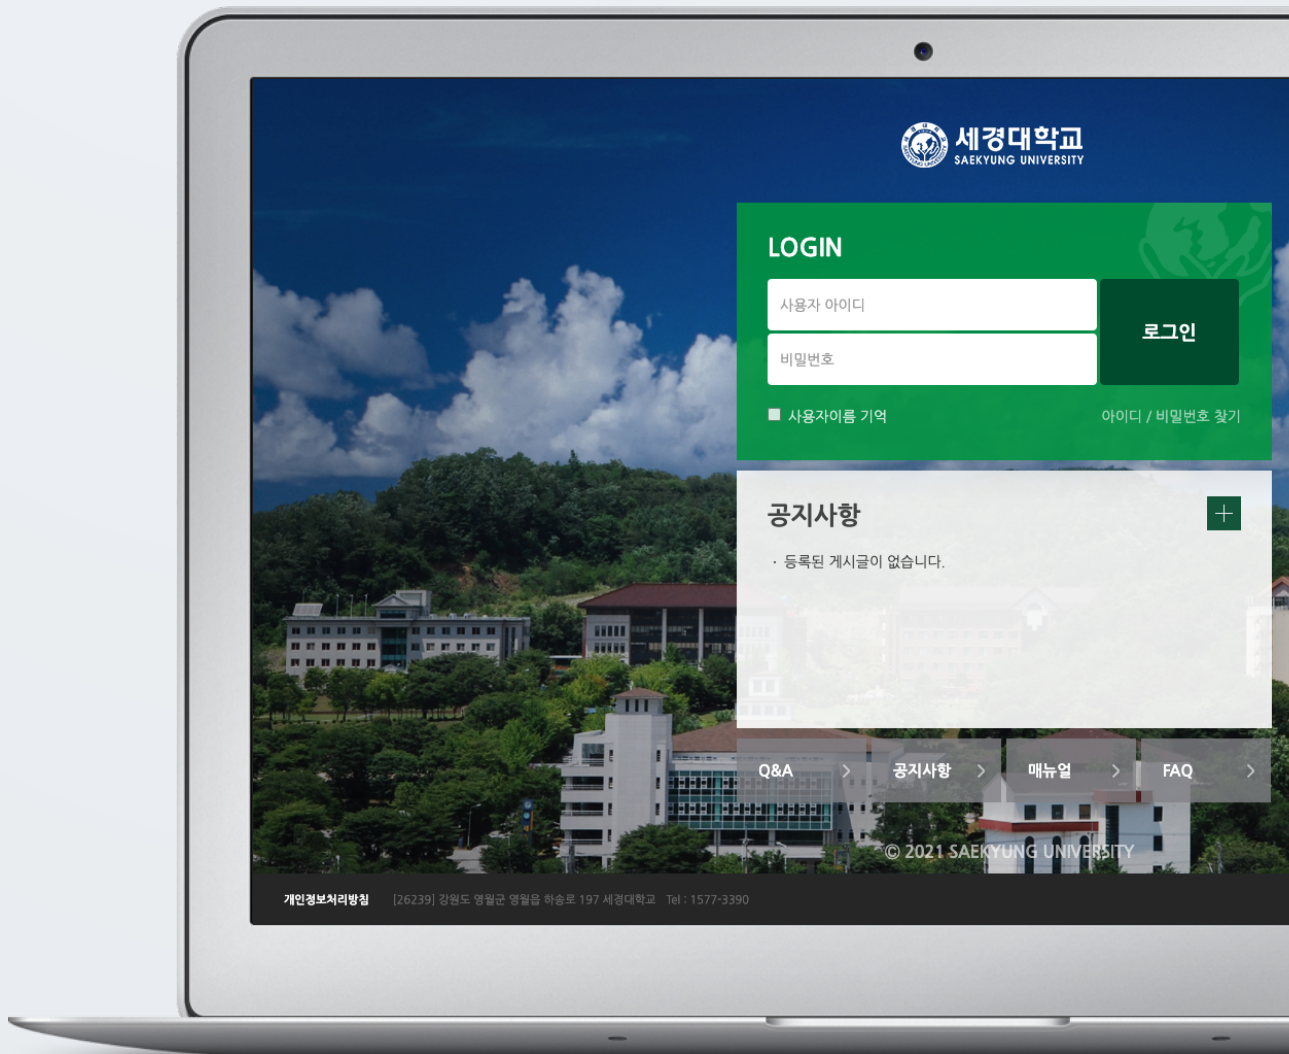 세경대학교
SAEKYUNG UNIVERSITY
LOGIN
사용자 아이디
비밀번호
로그인
사용자이름 기억
아이디 / 비밀번호 찾기
공지사항
· 등록된 게시글이 없습니다.
Q&A
공지사항
매뉴얼
FAQ
© 2021 SAEKYUNG UNIVERSITY
개인정보처리방침 [26239] 강원도 영월군 영월읍 하송로 197 세경대학교 Tel : 1577-3390